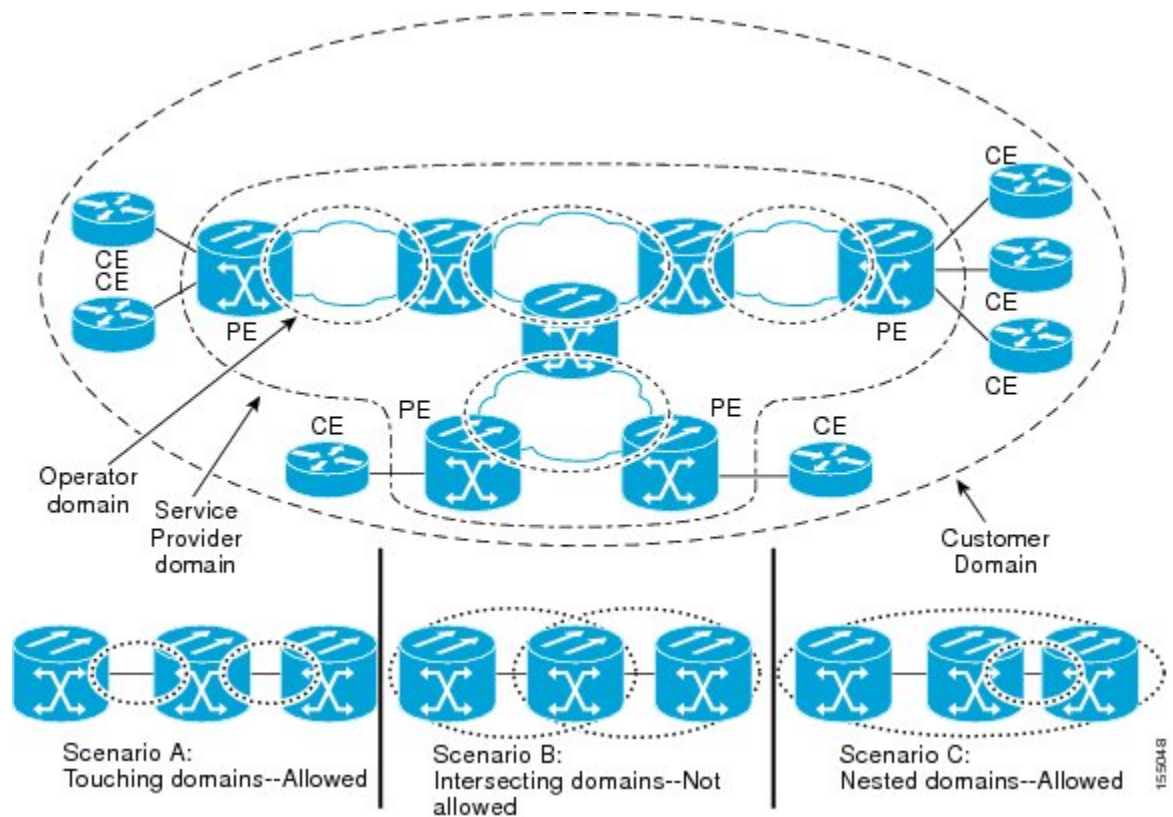 CE
CE
CE
CE
PE
PE
CE
CE
PE
PE
CE
CE
Operator
domain
Service
Provider
domain
Customer
Domain
Scenario A:
Touching domains--Allowed
Scenario B:
Intersecting domains--Not
allowed
Scenario C:
Nested domains--Allowed
155048